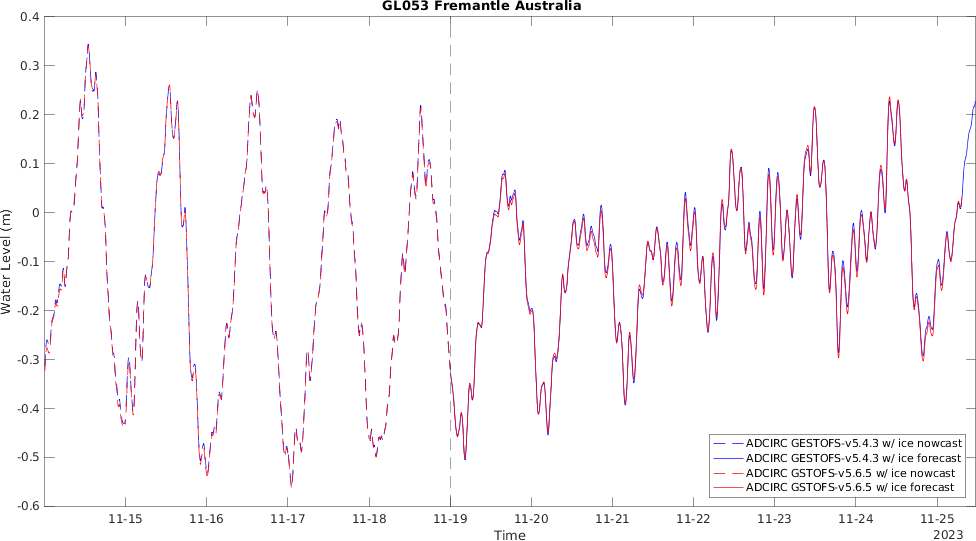 GL053 Fremantle Australia
0.4
0.3
0.2
0.1
0
-0.1
-0.2
-0.3
-0.4
-0.5
-0.6
Water Level (m)
ADCIRC GESTOFS-v5.4.3 w/ ice nowcast
ADCIRC GESTOFS-v5.4.3 w/ ice forecast
ADCIRC GSTOFS-v5.6.5 w/ ice nowcast
ADCIRC GSTOFS-v5.6.5 w/ ice forecast
11-15 11-16 11-17 11-18 11-19 11-20 11-21 11-22 11-23 11-24 11-25
Time
2023